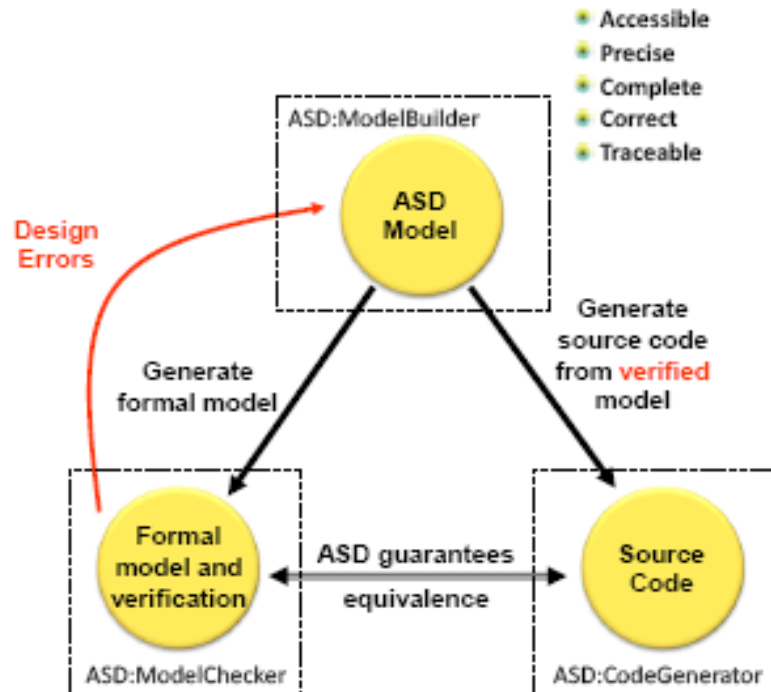 Accessible
Precise
Complete
Correct
Traceable
ASD:ModelBuilder
ASD
Model
Design
Errors
Generate
formal model
Generate
source code
from verified
model
Formal
model and
verification
ASD guarantees
equivalence
Source
Code
ASD:ModelChecker
ASD:CodeGenerator